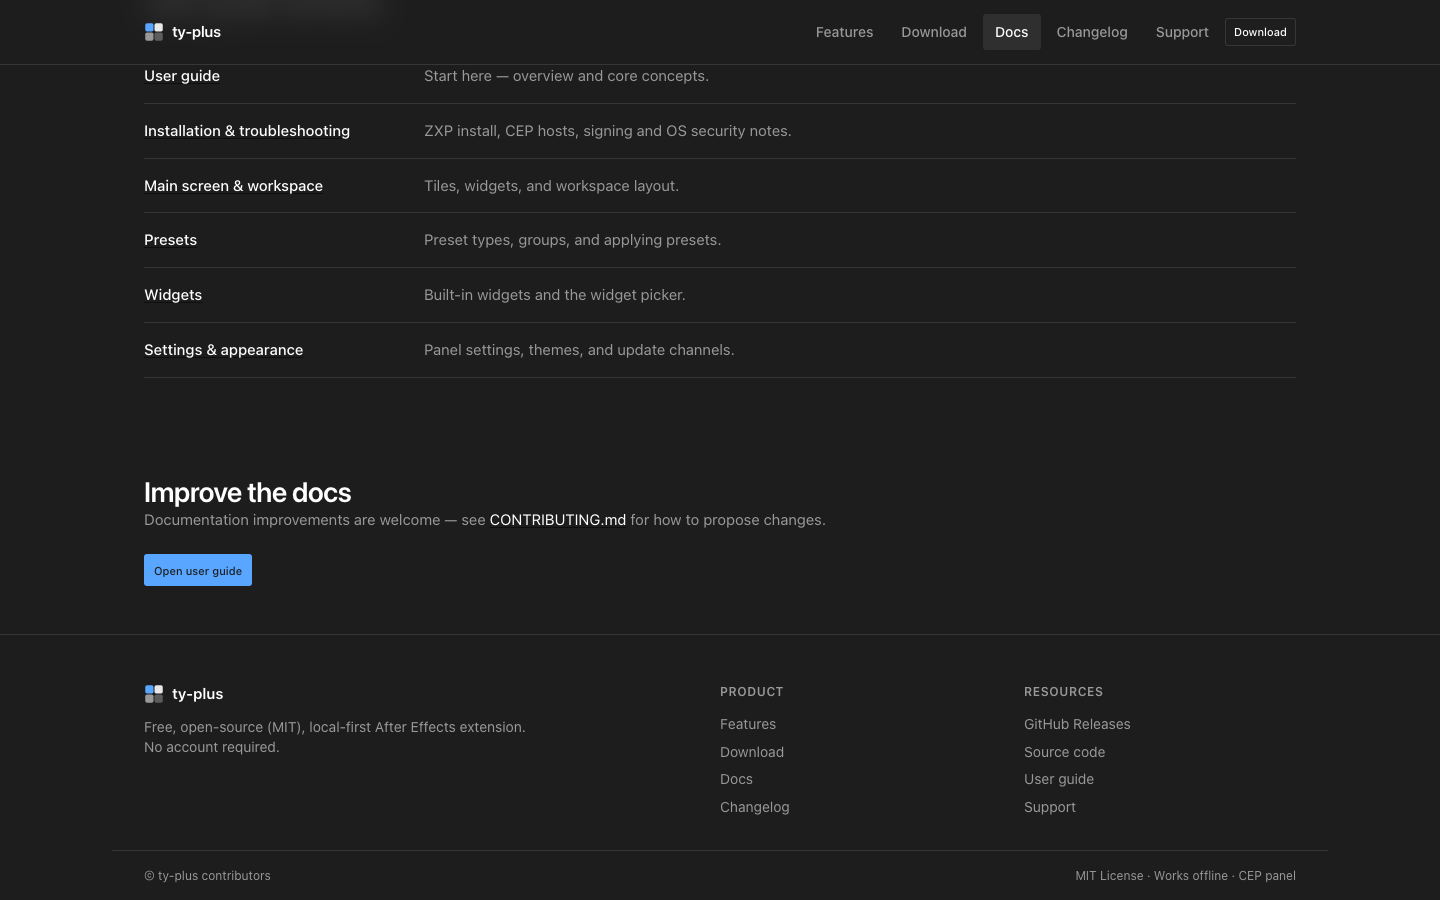 ty-plus
Features
Download
Docs
Changelog
Support
Download
User guide
Start here — overview and core concepts.
Installation & troubleshooting
ZXP install, CEP hosts, signing and OS security notes.
Main screen & workspace
Tiles, widgets, and workspace layout.
Presets
Preset types, groups, and applying presets.
Widgets
Built-in widgets and the widget picker.
Settings & appearance
Panel settings, themes, and update channels.
Improve the docs
Documentation improvements are welcome — see CONTRIBUTING.md for how to propose changes.
Open user guide
ty-plus
Free, open-source (MIT), local-first After Effects extension.
No account required.
PRODUCT
Features
Download
Docs
Changelog
RESOURCES
GitHub Releases
Source code
User guide
Support
© ty-plus contributors
MIT License · Works offline · CEP panel